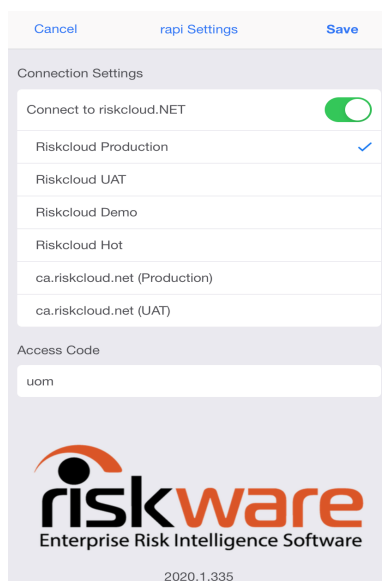 Cancel rapi Settings Save
Connection Settings
Connect to riskcloud.NET
Riskcloud Production
Riskcloud UAT
Riskcloud Demo
Riskcloud Hot
ca.riskcloud.net (Production)
ca.riskcloud.net (UAT)
Access Code
uom
riskware
Enterprise Risk Intelligence Software
2020.1.335